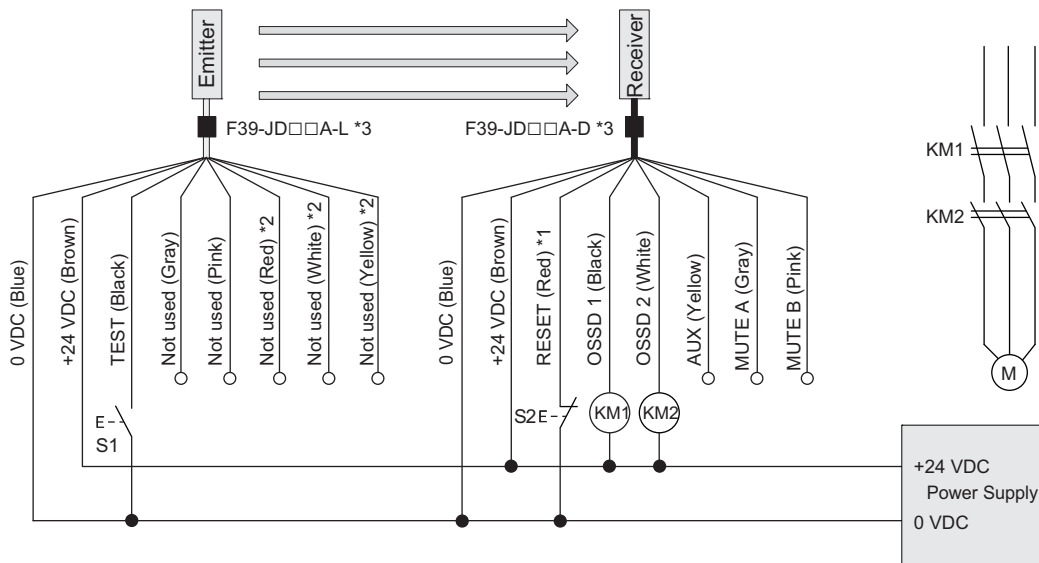 Emitter
Receiver
F39-JD□□A-L *3
F39-JD□□A-D *3
KM1
KM2
M
0 VDC (Blue)
+24 VDC (Brown)
TEST (Black)
Not used (Gray)
Not used (Pink)
Not used (Red) *2
Not used (White) *2
Not used (Yellow) *2
0 VDC (Blue)
+24 VDC (Brown)
RESET (Red) *1
OSSD 1 (Black)
OSSD 2 (White)
AUX (Yellow)
MUTE A (Gray)
MUTE B (Pink)
E
S1
S2E
KM1
KM2
+24 VDC
Power Supply
0 VDC